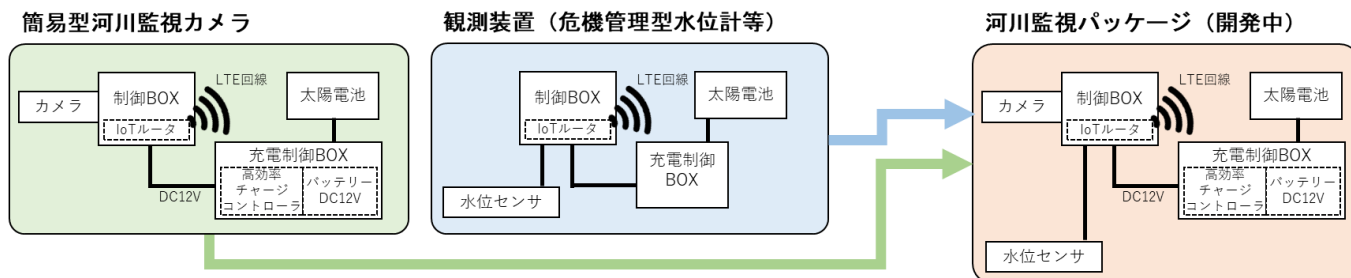 簡易型河川監視カメラ
カメラ
制御BOX
IoTルータ
LTE回線
太陽電池
充電制御BOX
高効率
チャージ
コントローラ
バッテリー
DC12V
DC12V
観測装置（危機管理型水位計等）
制御BOX
IoTルータ
LTE回線
太陽電池
充電制御
BOX
水位センサ
河川監視パッケージ（開発中）
カメラ
制御BOX
IoTルータ
LTE回線
太陽電池
充電制御BOX
高効率
チャージ
コントローラ
バッテリー
DC12V
DC12V
水位センサ